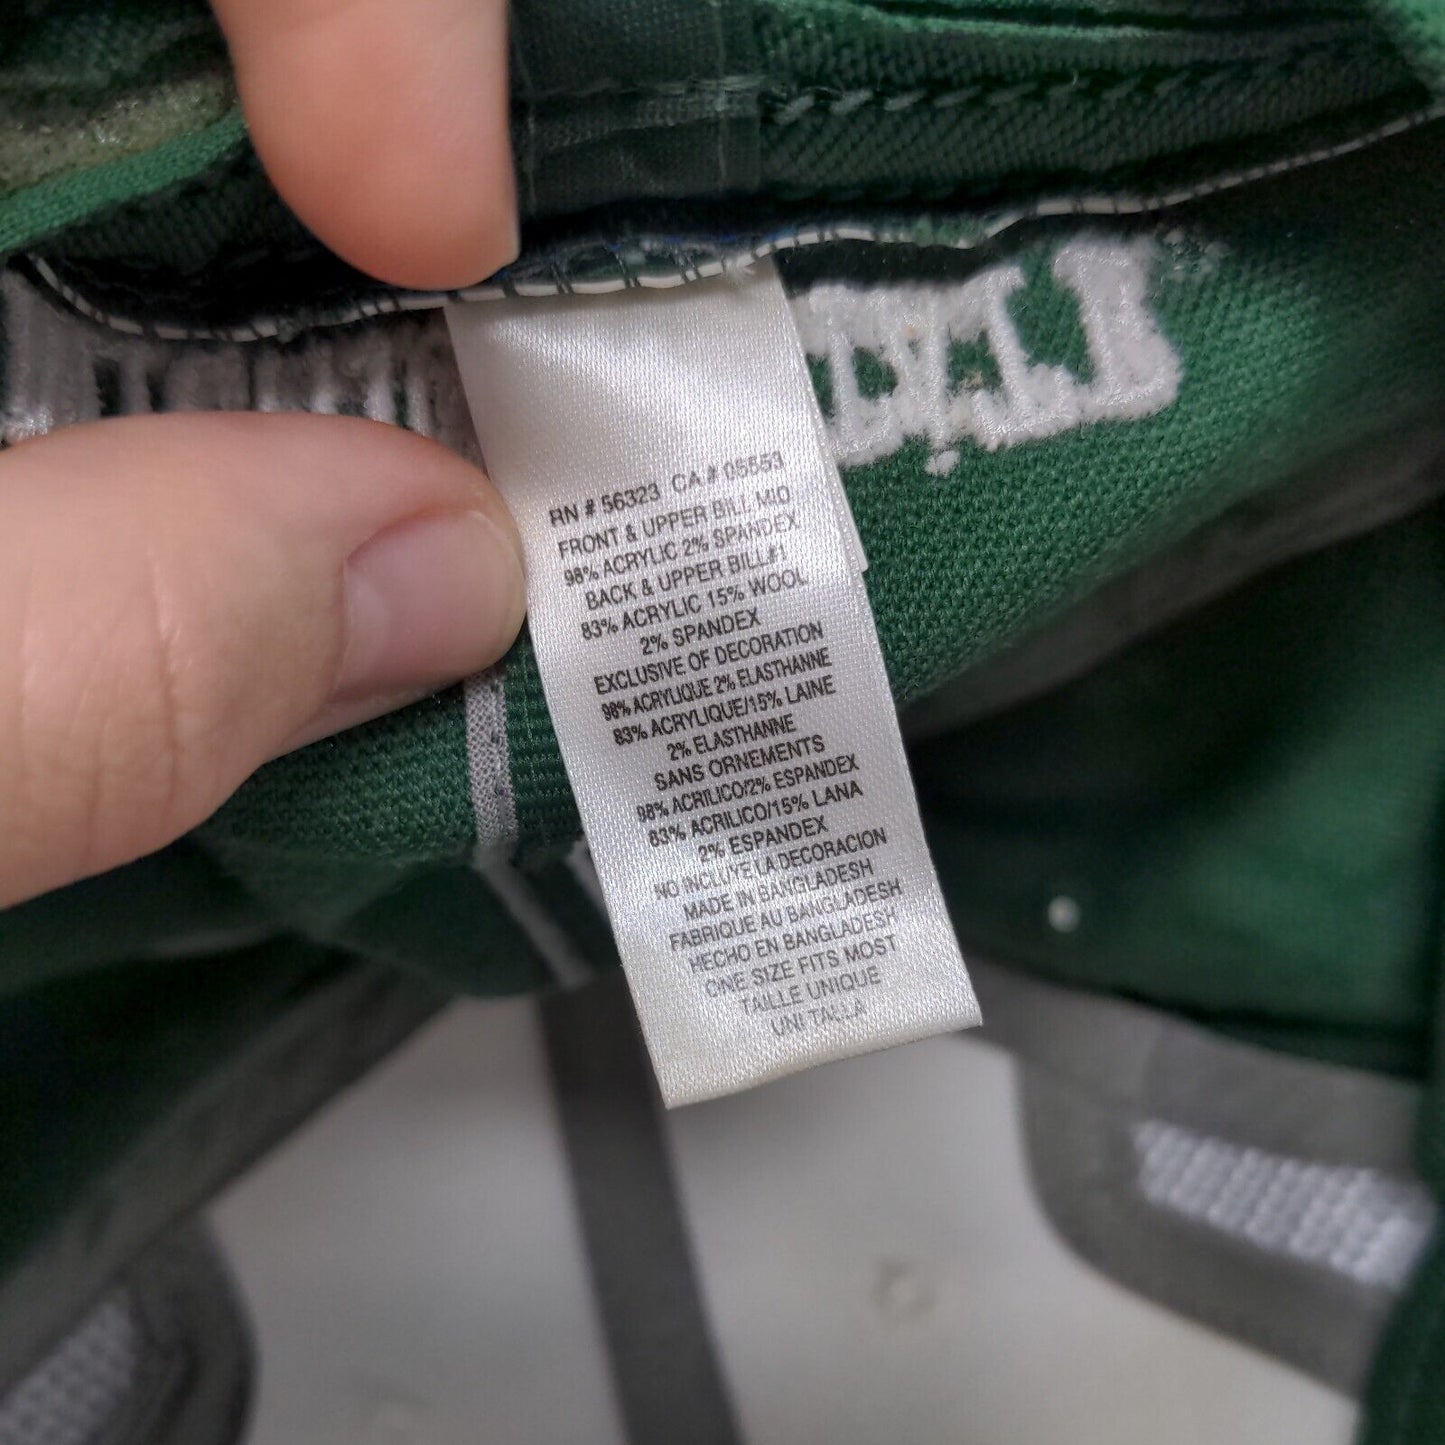 RN # 56323 CA # 05553
FRONT & UPPER BILL MID
98% ACRYLIC 2% SPANDEX
BACK & UPPER BILL#1
83% ACRYLIC 15% WOOL
2% SPANDEX
EXCLUSIVE OF DECORATION
98% ACRYLIQUE 2% ELASTHANNE
83% ACRYLIQUE/15% LAINE
2% ELASTHANNE
SANS ORNEMENTS
98% ACRILICO/2% ESPANDEX
83% ACRILICO/15% LANA
2% ESPANDEX
NO INCLUYE LA DECORACION
MADE IN BANGLADESH
FABRIQUE AU BANGLADESH
HECHO EN BANGLADESH
ONE SIZE FITS MOST
TAILLE UNIQUE
UNI TALLA